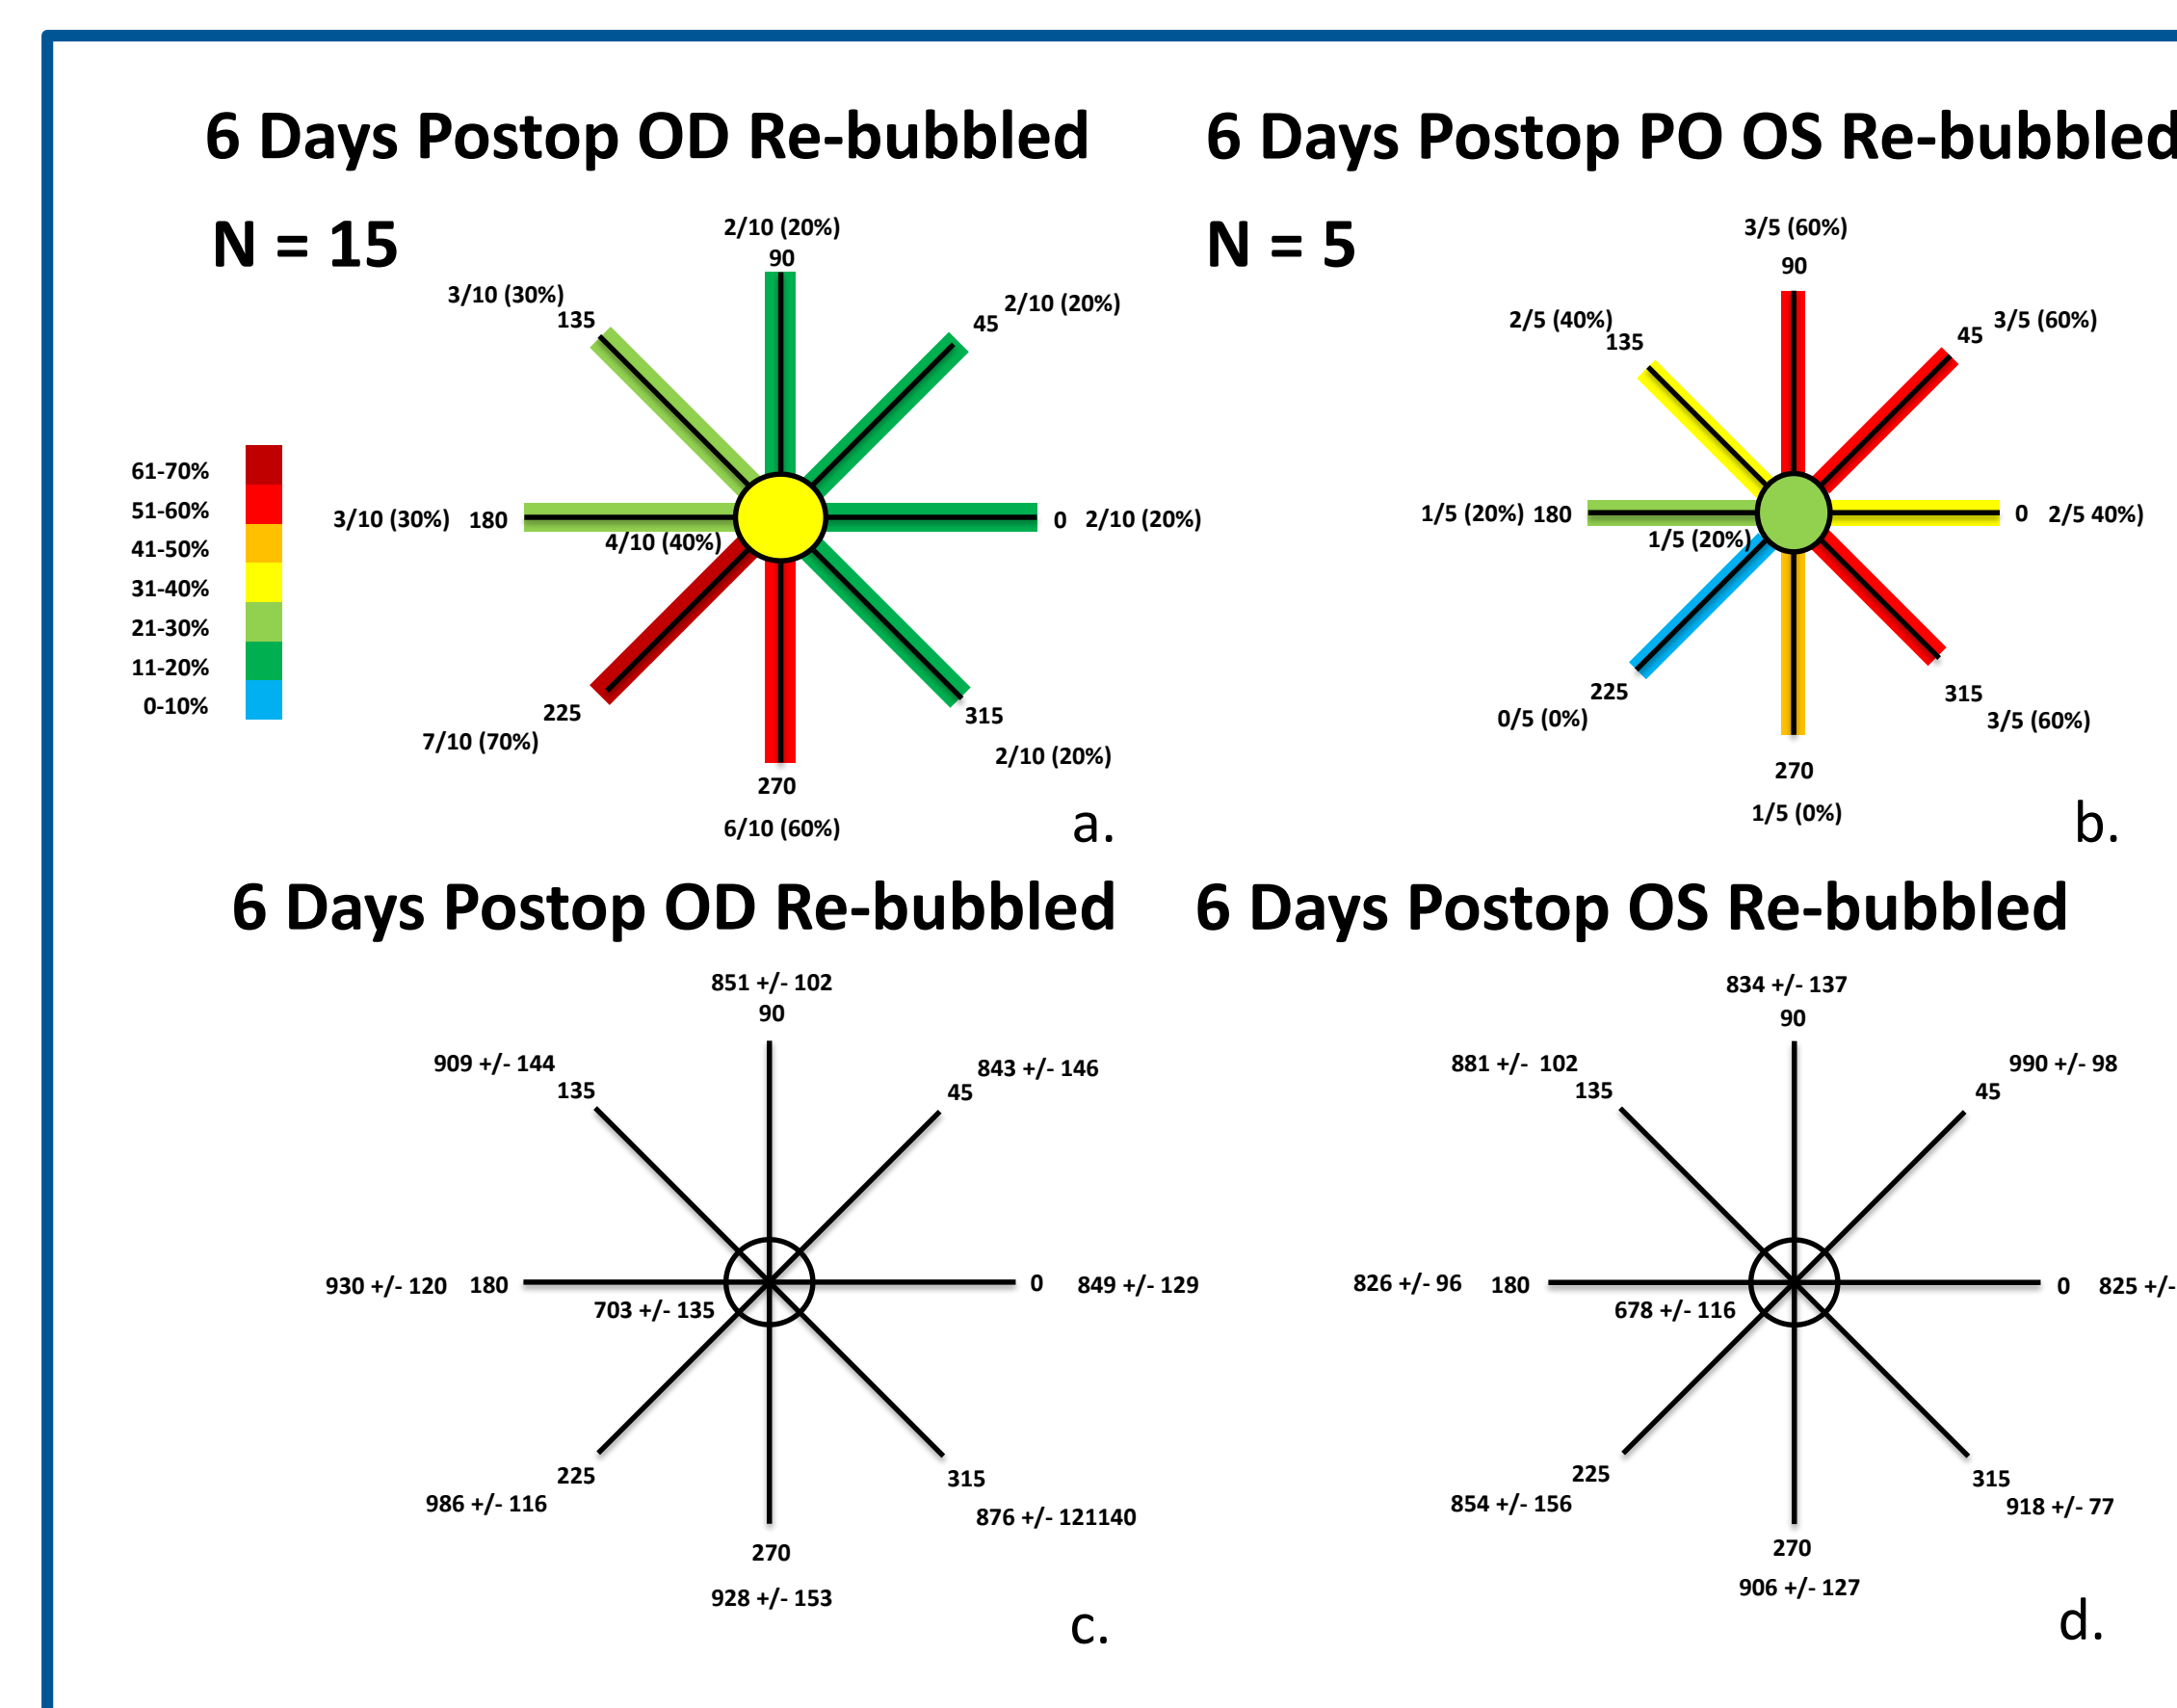 6 Days Postop OD Re-bubbled
N = 15
2/10 (20%)
90
2/10 (20%)
45
3/10 (30%)
135
3/10 (30%) 180
4/10 (40%)
0 2/10 (20%)
225
7/10 (70%)
315
2/10 (20%)
270
6/10 (60%)
61-70%
51-60%
41-50%
31-40%
21-30%
11-20%
0-10%
a.
6 Days Postop PO OS Re-bubbled
N = 5
3/5 (60%)
90
45 3/5 (60%)
2/5 (40%)
135
1/5 (20%) 180
1/5 (20%)
0 2/5 40%)
225
0/5 (0%)
315
3/5 (60%)
270
1/5 (0%)
b.
6 Days Postop OD Re-bubbled
851 +/- 102
90
843 +/- 146
45
909 +/- 144
135
930 +/- 120 180
703 +/- 135
0 849 +/- 129
225
986 +/- 116
315
876 +/- 121140
270
928 +/- 153
c.
6 Days Postop OS Re-bubbled
834 +/- 137
90
990 +/- 98
45
881 +/- 102
135
826 +/- 96 180
678 +/- 116
0 825 +/-
225
854 +/- 156
315
918 +/- 77
270
906 +/- 127
d.